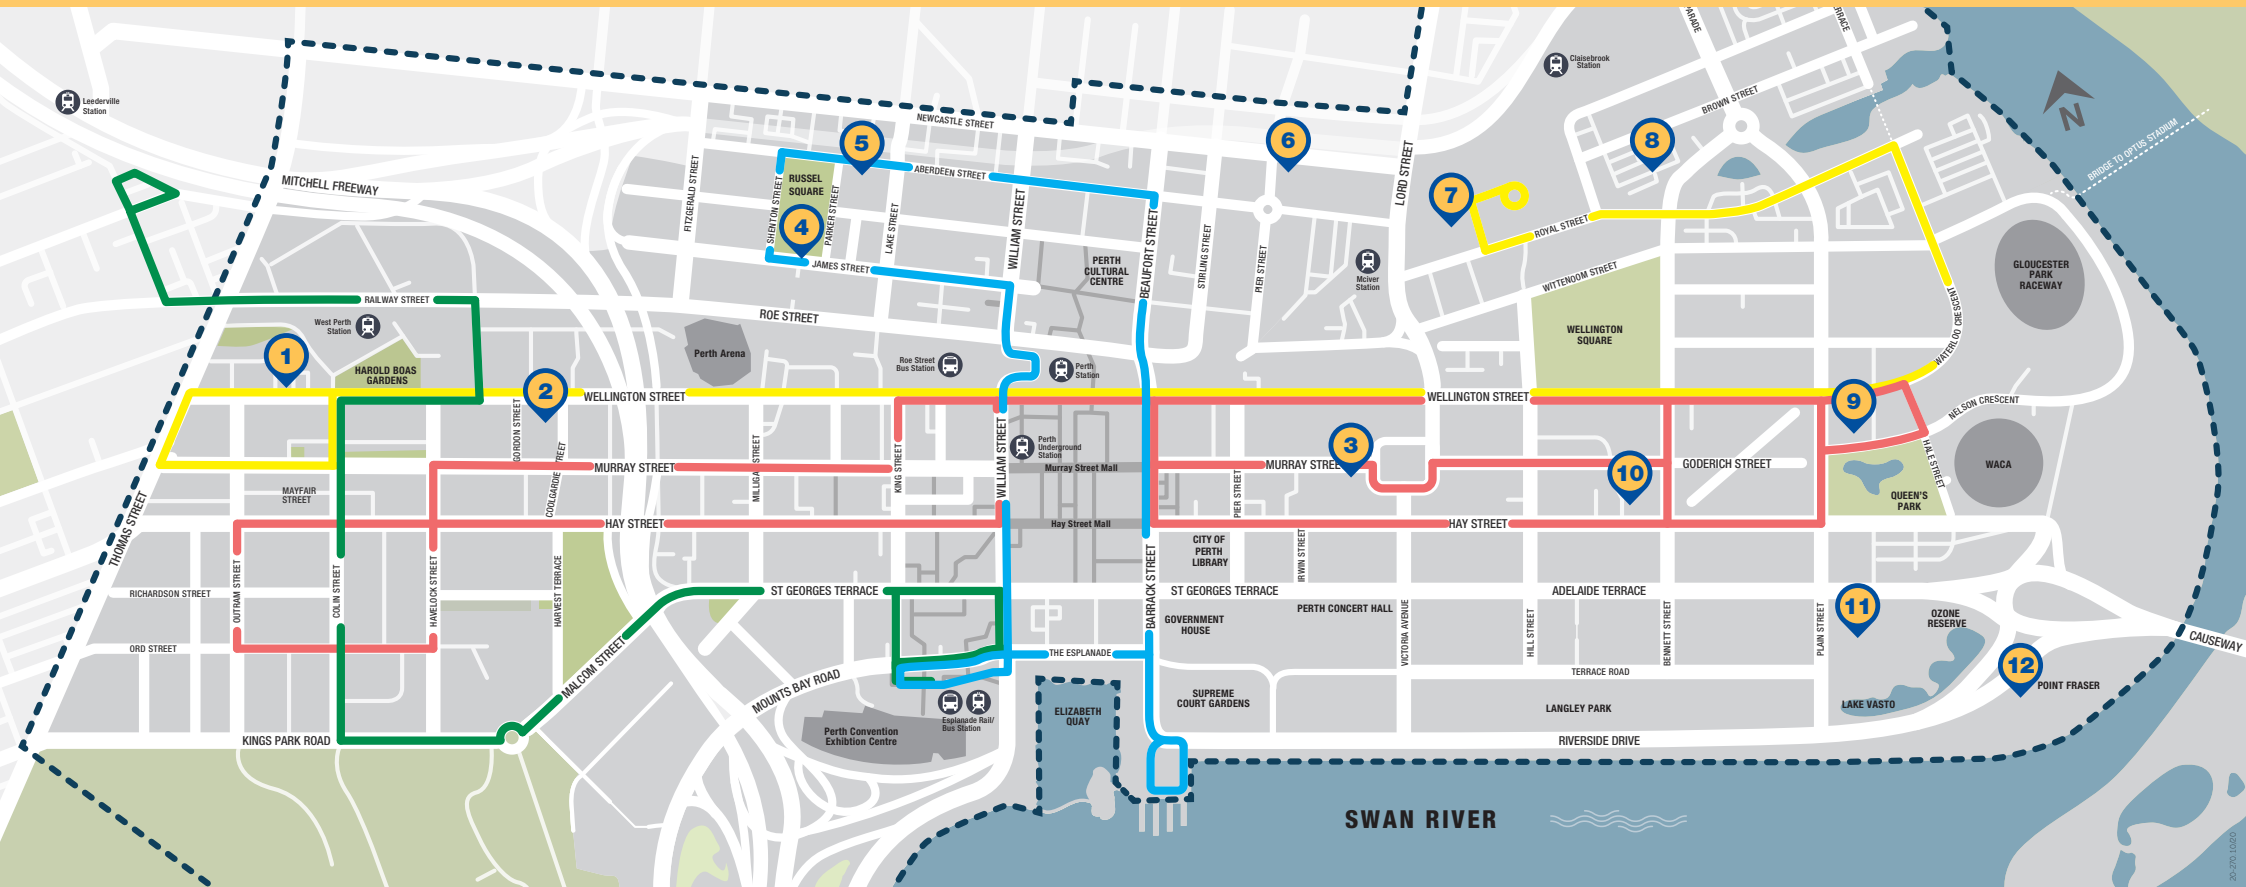 Leederville
Station
MITCHELL FREEWAY
FITZGERALD STREET
NEWCASTLE STREET
5
ABERDEEN STREET
RUSSEL
SQUARE
SHENTON STREET
4
PARKER STREET
LAKE STREET
JAMES STREET
WILLIAM STREET
BEAUFORT STREET
PERTH
CULTURAL
CENTRE
STIRLING STREET
PIER STREET
6
LORD STREET
McIver
Station
Claisebrook
Station
PARADE
BROWN STREET
7
8
ROYAL STREET
WITTENOOM STREET
BRIDGE TO OPTUS STADIUM
N
GLOUCESTER
PARK
RACEWAY
WATERLOO CRESCENT
WELLINGTON
SQUARE
RAILWAY STREET
West Perth
Station
ROE STREET
Perth Arena
Roe Street
Bus Station
Perth
Station
1
HAROLD BOAS
GARDENS
2
WELLINGTON STREET
WELLINGTON STREET
9
NELSON CRESCENT
GORDON STREET
MURRAY STREET
KING STREET
WILLIAM STREET
Perth
Underground
Station
Murray Street Mall
MURRAY STREET
3
10
GODERICH STREET
HALE STREET
WACA
QUEEN'S
PARK
MAYFAIR
STREET
THOMAS STREET
HAY STREET
Hay Street Mall
PIER STREET
HAY STREET
CITY OF
PERTH
LIBRARY
IRWIN STREET
RICHARDSON STREET
OUTRAM STREET
COLIN STREET
HAVELOCK STREET
HARVEST TERRACE
ST GEORGES TERRACE
BARRACK STREET
ST GEORGES TERRACE
ADELAIDE TERRACE
PERTH CONCERT HALL
GOVERNMENT
HOUSE
VICTORIA AVENUE
HILL STREET
BENNETT STREET
PLAIN STREET
11
OZONE
RESERVE
CAUSEWAY
ORD STREET
MALCOM STREET
THE ESPLANADE
TERRACE ROAD
12
POINT FRASER
MOUNTS BAY ROAD
Esplanade Rail/
Bus Station
ELIZABETH
QUAY
SUPREME
COURT GARDENS
LANGLEY PARK
LAKE VASTO
KINGS PARK ROAD
Perth Convention
Exhibtion Centre
RIVERSIDE DRIVE
SWAN RIVER
20-270.10/20